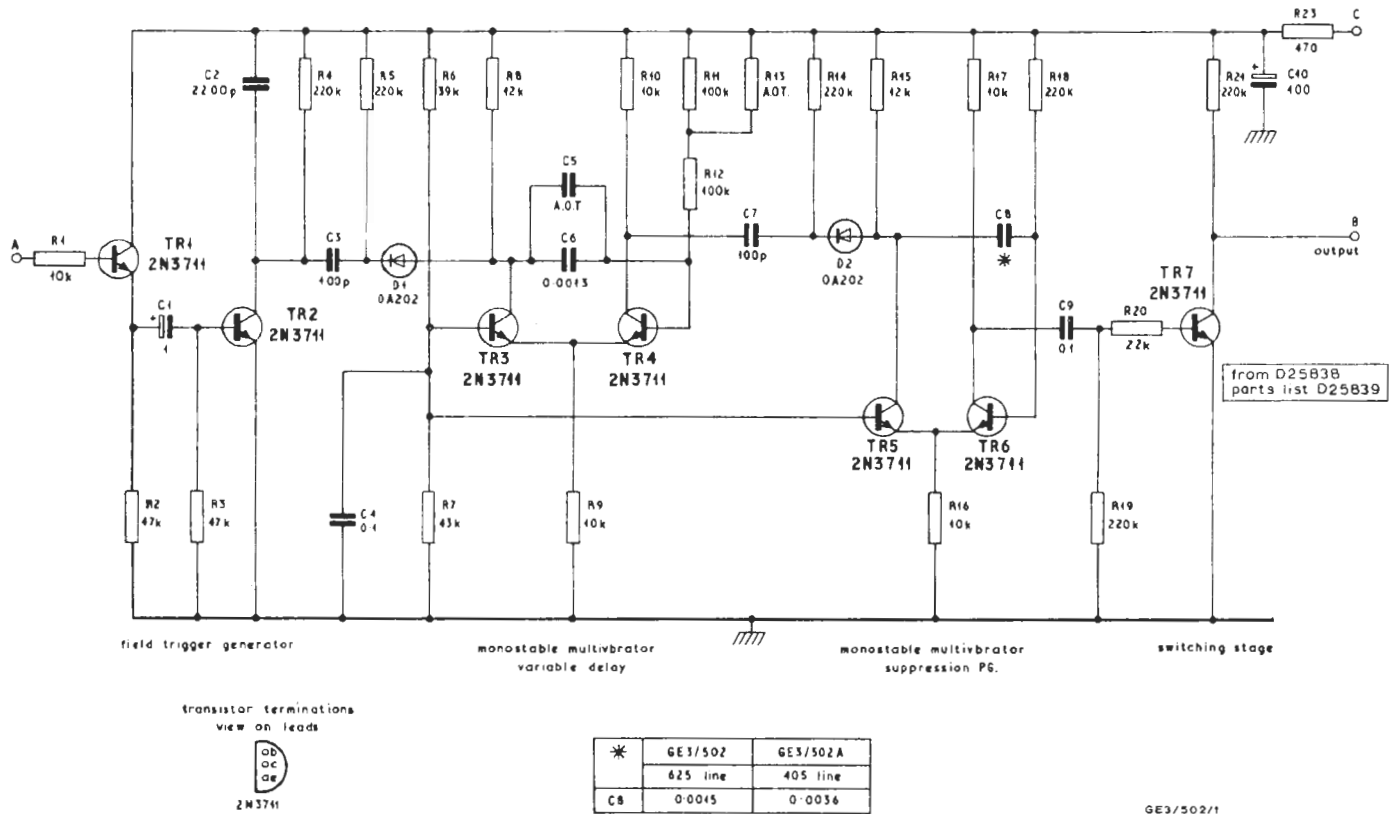 R23
C
470
C2
2200p
R4
220k
R5
220k
R6
39k
R8
12k
R10
10k
R11
100k
R13
A.O.T.
R14
220k
R15
12k
R17
10k
R18
220k
R21
220k
+
C10
100
C5
A.O.T
R12
100k
A
R1
10k
TR1
2N3711
C3
100p
D1
OA202
C6
0·0013
C7
100p
D2
OA202
C8
*
B
output
+
C1
1
TR2
2N3711
TR3
2N3711
TR4
2N3711
C9
0·1
R20
22k
TR7
2N3711
from D25838
parts list D25839
TR5
2N3711
TR6
2N3711
R2
47k
R3
47k
C4
0·1
R7
43k
R9
10k
R16
10k
R19
220k
field trigger generator
monostable multivbrator
variable delay
monostable multivbrator
suppression PG.
switching stage
transistor terminations
view on leads
ob
oc
oe
2N3711
* GE3/502 GE3/502A
625 line 405 line
C8 0·0015 0·0036
GE3/502/1